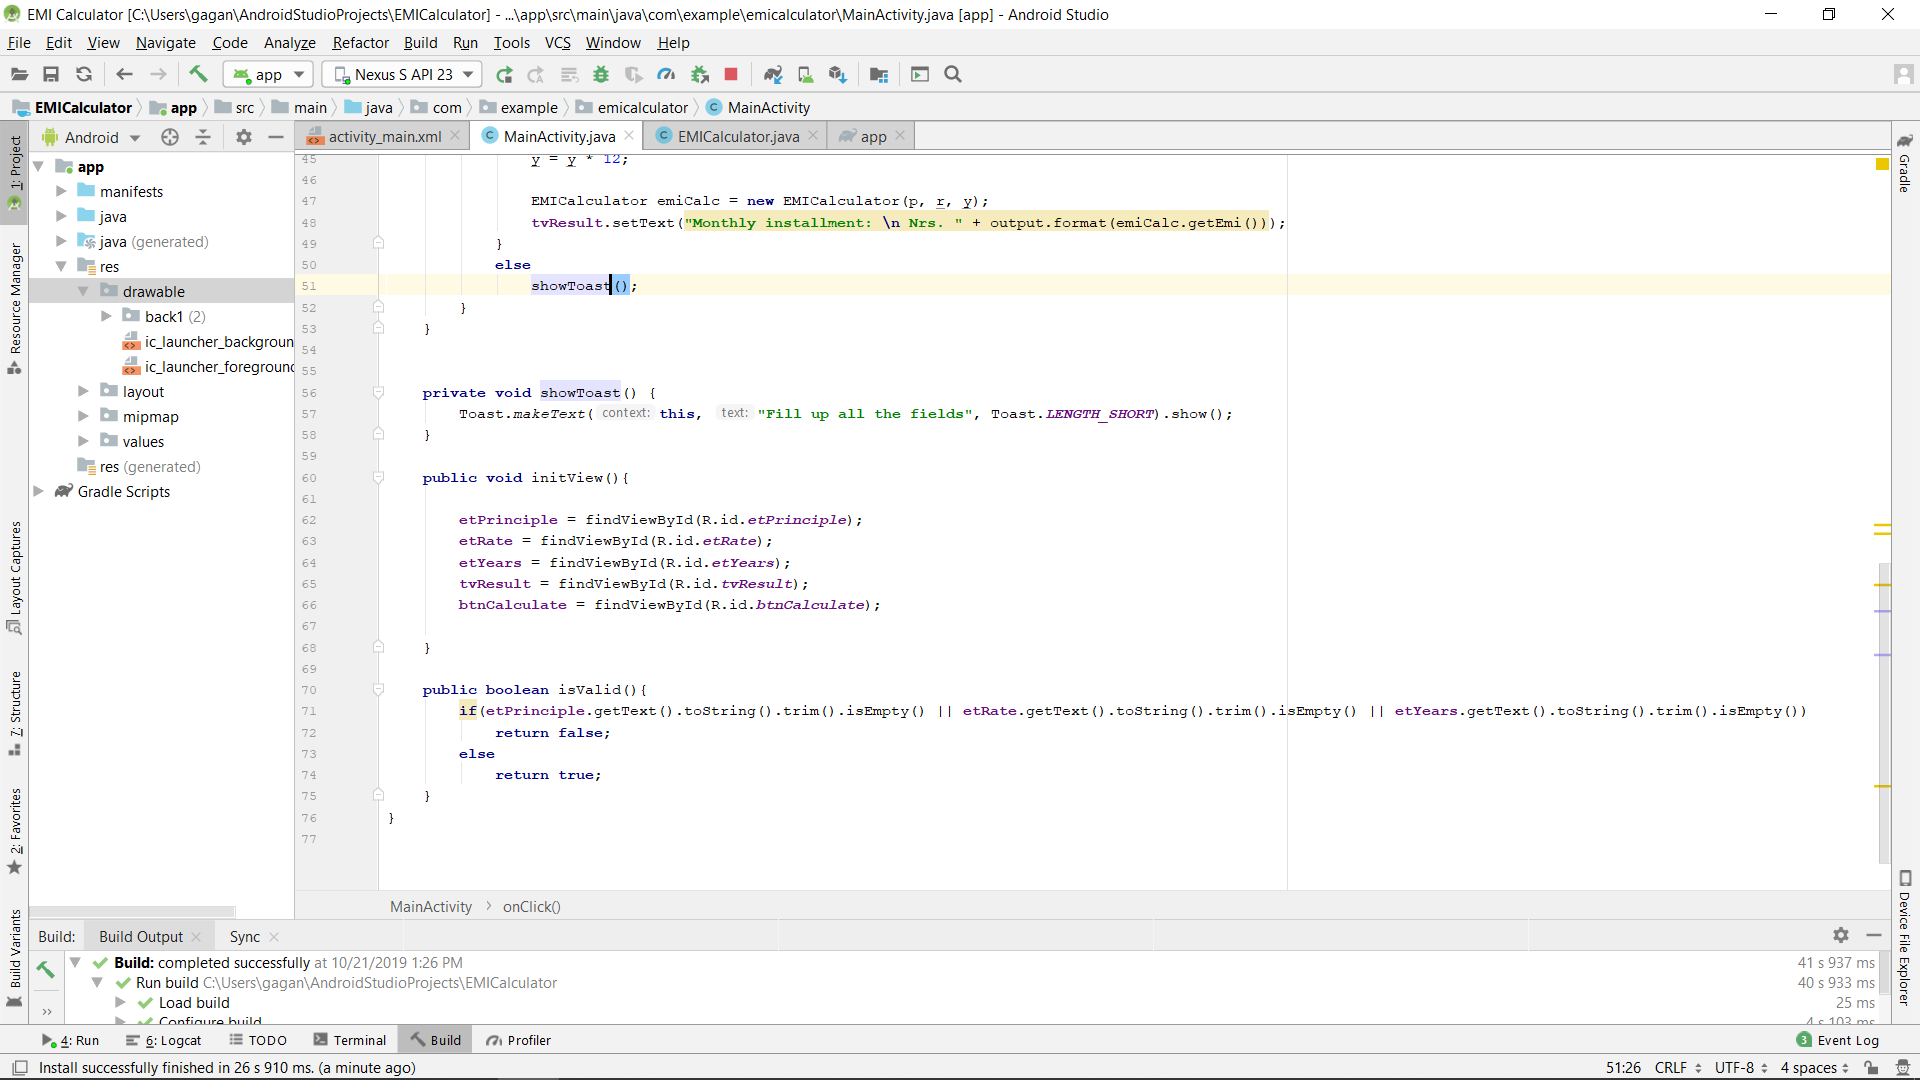 EMI Calculator [C:\Users\gagan\AndroidStudioProjects\EMICalculator] - ...\app\src\main\java\com\example\emicalculator\MainActivity.java [app] - Android Studio
File Edit View Navigate Code Analyze Refactor Build Run Tools VCS Window Help
app Nexus S API 23
EMICalculator app src main java com example emicalculator MainActivity
Android activity_main.xml MainActivity.java EMICalculator.java app
1: Project
Resource Manager
Layout Captures
7: Structure
2: Favorites
Build Variants
app
manifests
java
java (generated)
res
drawable
back1 (2)
ic_launcher_backgroun
ic_launcher_foreground
layout
mipmap
values
res (generated)
Gradle Scripts
45 y = y * 12;
46
47 EMICalculator emiCalc = new EMICalculator(p, r, y);
48 tvResult.setText("Monthly installment: \n Nrs. " + output.format(emiCalc.getEmi()));
49 }
50 else
51 showToast();
52 }
53 }
54
55
56 private void showToast() {
57 Toast.makeText( context: this, text: "Fill up all the fields", Toast.LENGTH_SHORT).show();
58 }
59
60 public void initView(){
61
62 etPrinciple = findViewById(R.id.etPrinciple);
63 etRate = findViewById(R.id.etRate);
64 etYears = findViewById(R.id.etYears);
65 tvResult = findViewById(R.id.tvResult);
66 btnCalculate = findViewById(R.id.btnCalculate);
67
68 }
69
70 public boolean isValid(){
71 if(etPrinciple.getText().toString().trim().isEmpty() || etRate.getText().toString().trim().isEmpty() || etYears.getText().toString().trim().isEmpty())
72 return false;
73 else
74 return true;
75 }
76 }
77
MainActivity > onClick()
Gradle
Device File Explorer
Build: Build Output Sync
Build: completed successfully at 10/21/2019 1:26 PM 41 s 937 ms
Run build C:\Users\gagan\AndroidStudioProjects\EMICalculator 40 s 933 ms
Load build 25 ms
Configure build 4 s 103 ms
4: Run 6: Logcat TODO Terminal Build Profiler 3 Event Log
Install successfully finished in 26 s 910 ms. (a minute ago) 51:26 CRLF UTF-8 4 spaces